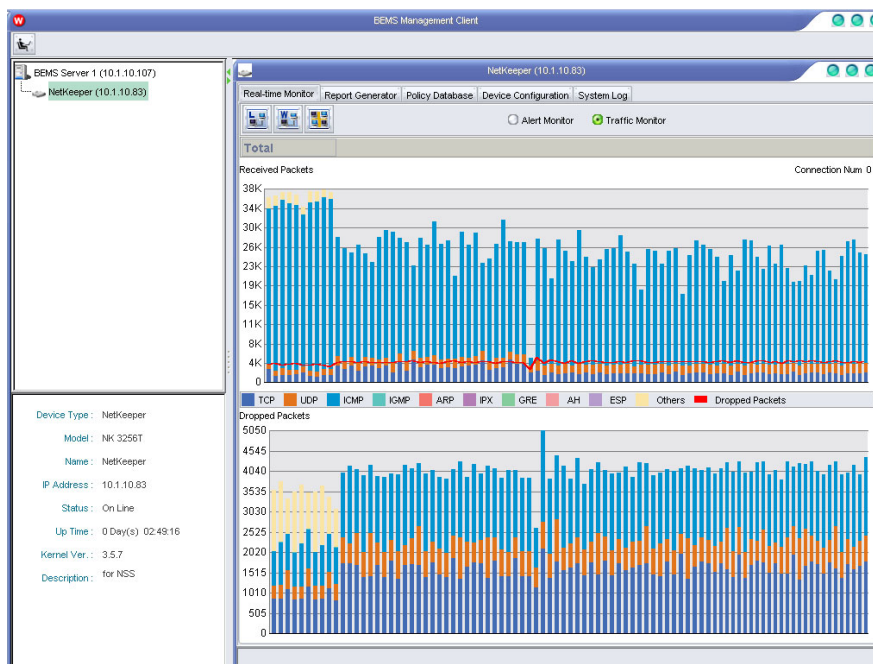 BEMS Management Client
BEMS Server 1 (10.1.10.107)
NetKeeper (10.1.10.83)
Device Type : NetKeeper
Model : NK 3256T
Name : NetKeeper
IP Address : 10.1.10.83
Status : On Line
Up Time : 0 Day(s) 02:49:16
Kernel Ver. : 3.5.7
Description : for NSS
NetKeeper (10.1.10.83)
Real-time Monitor Report Generator Policy Database Device Configuration System Log
L W Alert Monitor Traffic Monitor
Total
Received Packets Connection Num 0
38K
34K
30K
26K
23K
19K
15K
11K
8K
4K
0
TCP UDP ICMP IGMP ARP IPX GRE AH ESP Others Dropped Packets
Dropped Packets
5050
4545
4040
3535
3030
2525
2020
1515
1010
505
0